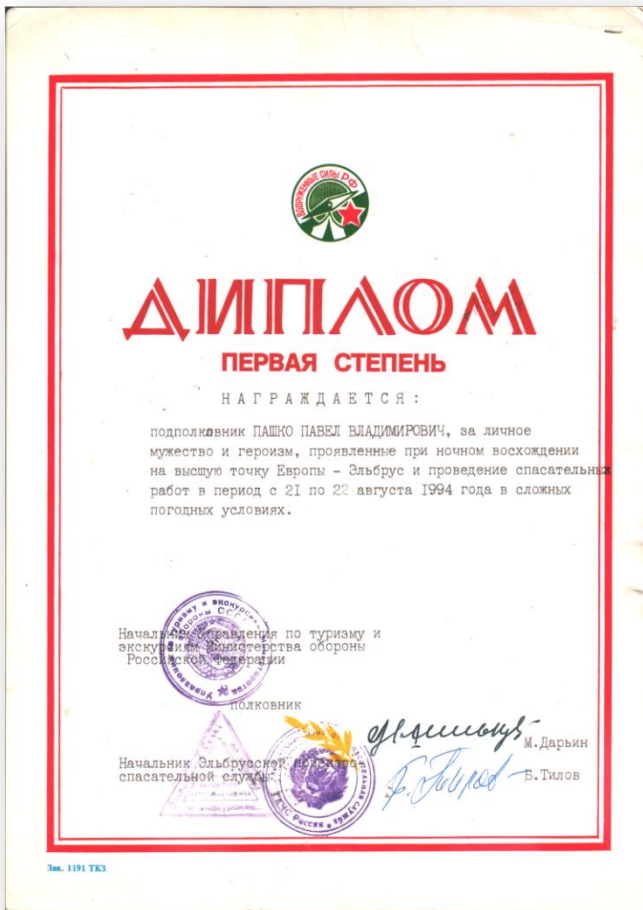 ВООРУЖЕННЫЕ СИЛЫ РФ
ДИПЛОМ
ПЕРВАЯ СТЕПЕНЬ
НАГРАЖДАЕТСЯ:
подполковник ПАШКО ПАВЕЛ ВЛАДИМИРОВИЧ, за личное
мужество и героизм, проявленные при ночном восхождении
на высшую точку Европы - Эльбрус и проведение спасательных
работ в период с 21 по 22 августа 1994 года в сложных
погодных условиях.
Начальник Управления по туризму и
экскурсиям Министерства обороны
Российской Федерации
полковник
М.Дарьин
Начальник Эльбрусской
спасательной службы
Б.Тилов
ГКЧС России
Зак. 1191 ТКЗ